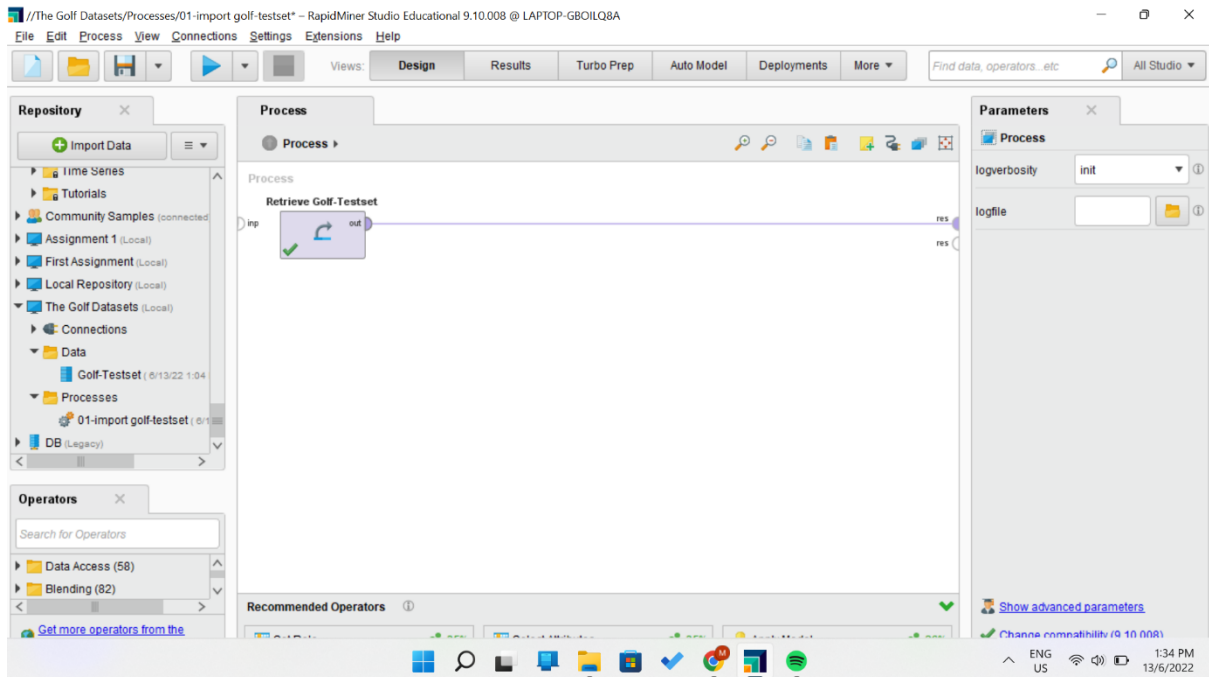 //The Golf Datasets/Processes/01-import golf-testset* – RapidMiner Studio Educational 9.10.008 @ LAPTOP-GBOILQ8A
File Edit Process View Connections Settings Extensions Help
Views: Design Results Turbo Prep Auto Model Deployments More
Find data, operators...etc
All Studio
Repository
Import Data
Time Series
Tutorials
Community Samples (connected
Assignment 1 (Local)
First Assignment (Local)
Local Repository (Local)
The Golf Datasets (Local)
Connections
Data
Golf-Testset ( 6/13/22 1:04
Processes
01-import golf-testset ( 6/1
DB (Legacy)
Operators
Search for Operators
Data Access (58)
Blending (82)
Get more operators from the
Process
Process
Process
Retrieve Golf-Testset
inp
out
res
res
Recommended Operators
Parameters
Process
logverbosity
init
logfile
Show advanced parameters
Change compatibility (9.10.008)
M
ENG
US
1:34 PM
13/6/2022